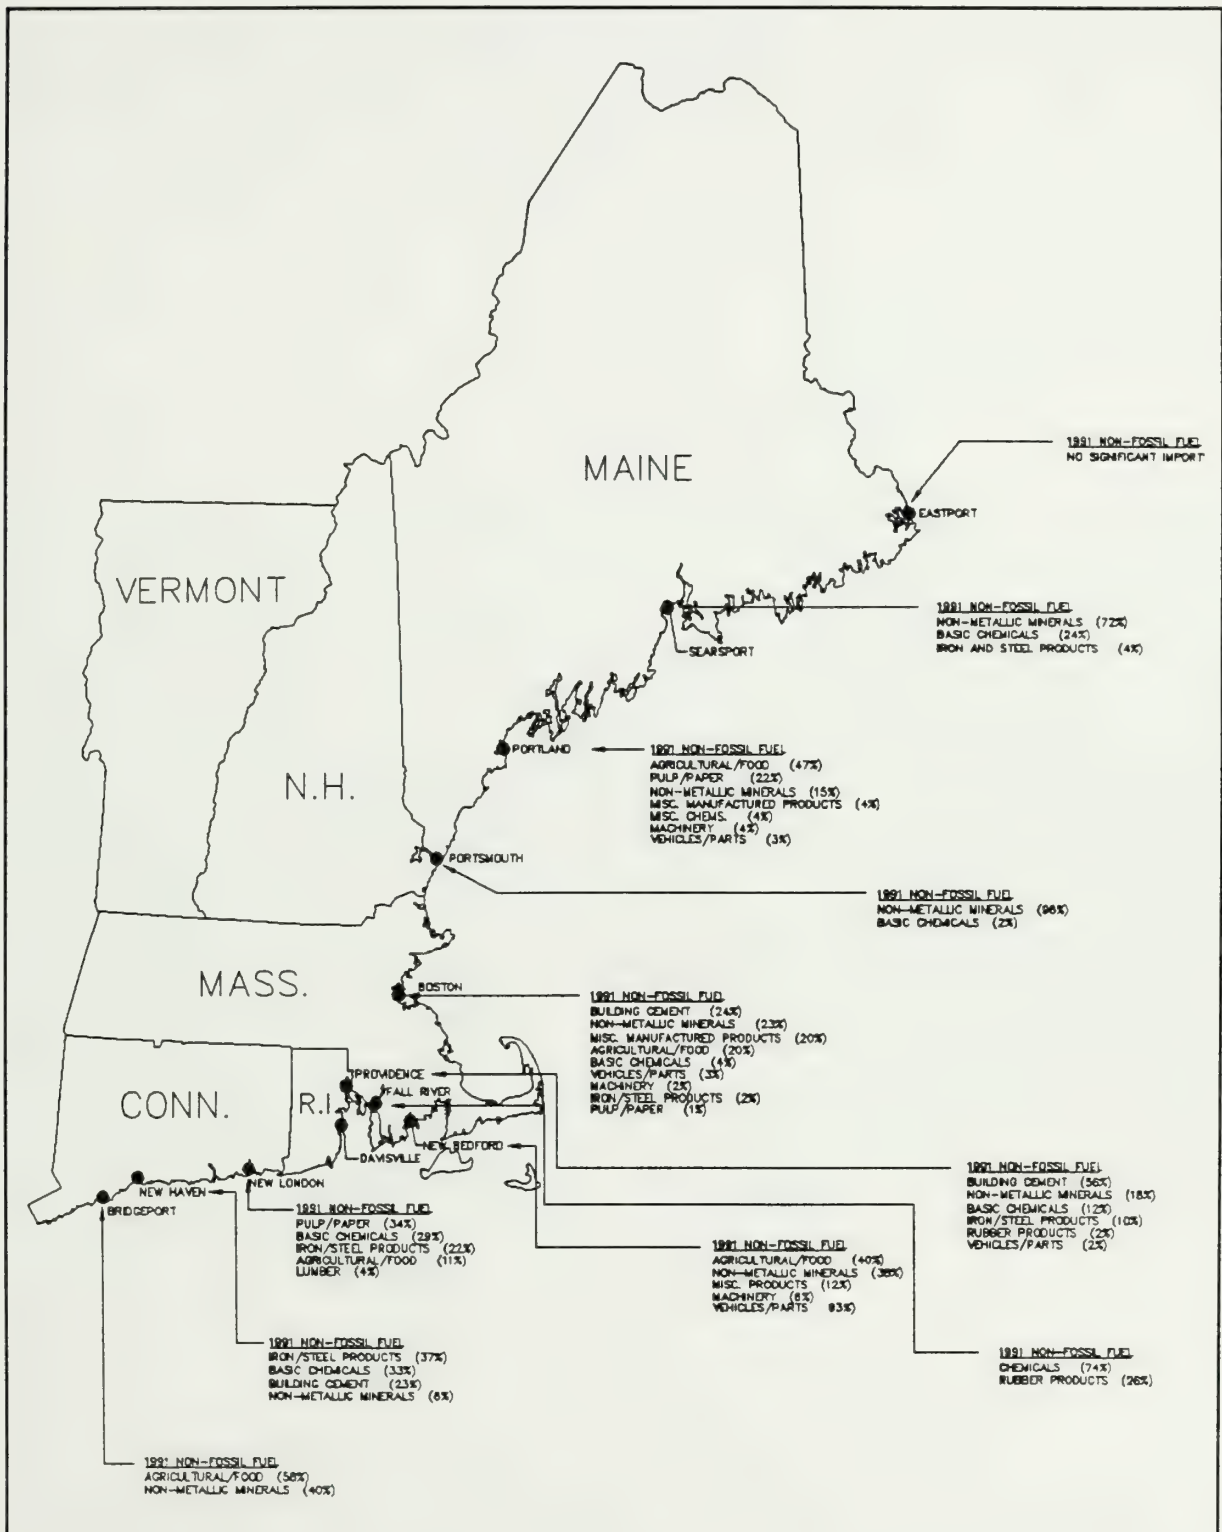 MAINE
1991 NON-FOSSIL FUEL
NO SIGNIFICANT IMPORT
EASTPORT
VERMONT
1991 NON-FOSSIL FUEL
NON-METALLIC MINERALS (72%)
BASIC CHEMICALS (24%)
IRON AND STEEL PRODUCTS (4%)
SEARSPORT
PORTLAND
1991 NON-FOSSIL FUEL
AGRICULTURAL/FOOD (47%)
PULP/PAPER (22%)
NON-METALLIC MINERALS (15%)
MISC. MANUFACTURED PRODUCTS (4%)
MISC. CHEMS. (4%)
MACHINERY (4%)
VEHICLES/PARTS (3%)
N.H.
PORTSMOUTH
1991 NON-FOSSIL FUEL
NON-METALLIC MINERALS
BASIC CHEMICALS (2%)
MASS.
BOSTON
1991 NON-FOSSIL FUEL
BUILDING CEMENT (24%)
NON-METALLIC MINERALS (23%)
MISC. MANUFACTURED PRODUCTS (20%)
AGRICULTURAL/FOOD (20%)
BASIC CHEMICALS (4%)
VEHICLES/PARTS (3%)
MACHINERY (2%)
IRON/STEEL PRODUCTS (2%)
PULP/PAPER (1%)
PROVIDENCE
FALL RIVER
CONN.
R.I.
NEW BEDFORD
DAVISVILLE
NEW LONDON
NEW HAVEN
BRIDGEPORT
1991 NON-FOSSIL FUEL
BUILDING CEMENT (56%)
NON-METALLIC MINERALS
BASIC CHEMICALS (12%)
IRON/STEEL PRODUCTS (10%)
RUBBER PRODUCTS (2%)
VEHICLES/PARTS (2%)
1991 NON-FOSSIL FUEL
PULP/PAPER (34%)
BASIC CHEMICALS (29%)
IRON/STEEL PRODUCTS (22%)
AGRICULTURAL/FOOD (11%)
LUMBER (4%)
1991 NON-FOSSIL FUEL
AGRICULTURAL/FOOD (40%)
NON-METALLIC MINERALS
MISC. PRODUCTS (12%)
MACHINERY
VEHICLES/PARTS 93%)
1991 NON-FOSSIL FUEL
IRON/STEEL PRODUCTS (37%)
BASIC CHEMICALS (33%)
BUILDING CEMENT (23%)
NON-METALLIC MINERALS
1991 NON-FOSSIL FUEL
CHEMICALS (74%)
RUBBER PRODUCTS (26%)
1991 NON-FOSSIL FUEL
AGRICULTURAL/FOOD
NON-METALLIC MINERALS (40%)